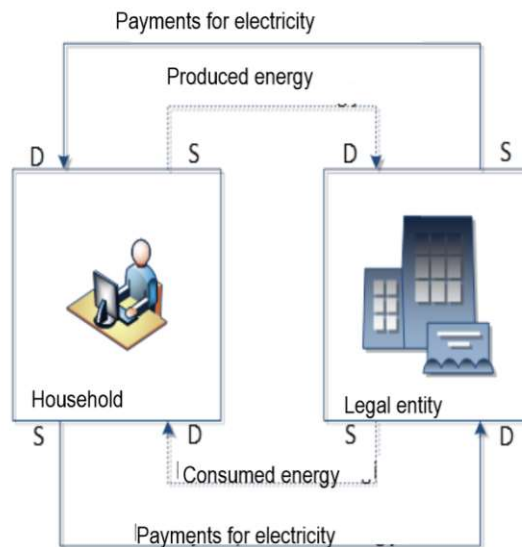 Payments for electricity
Produced energy
D S D S
Household
Legal entity
S D S D
Consumed energy
Payments for electricity